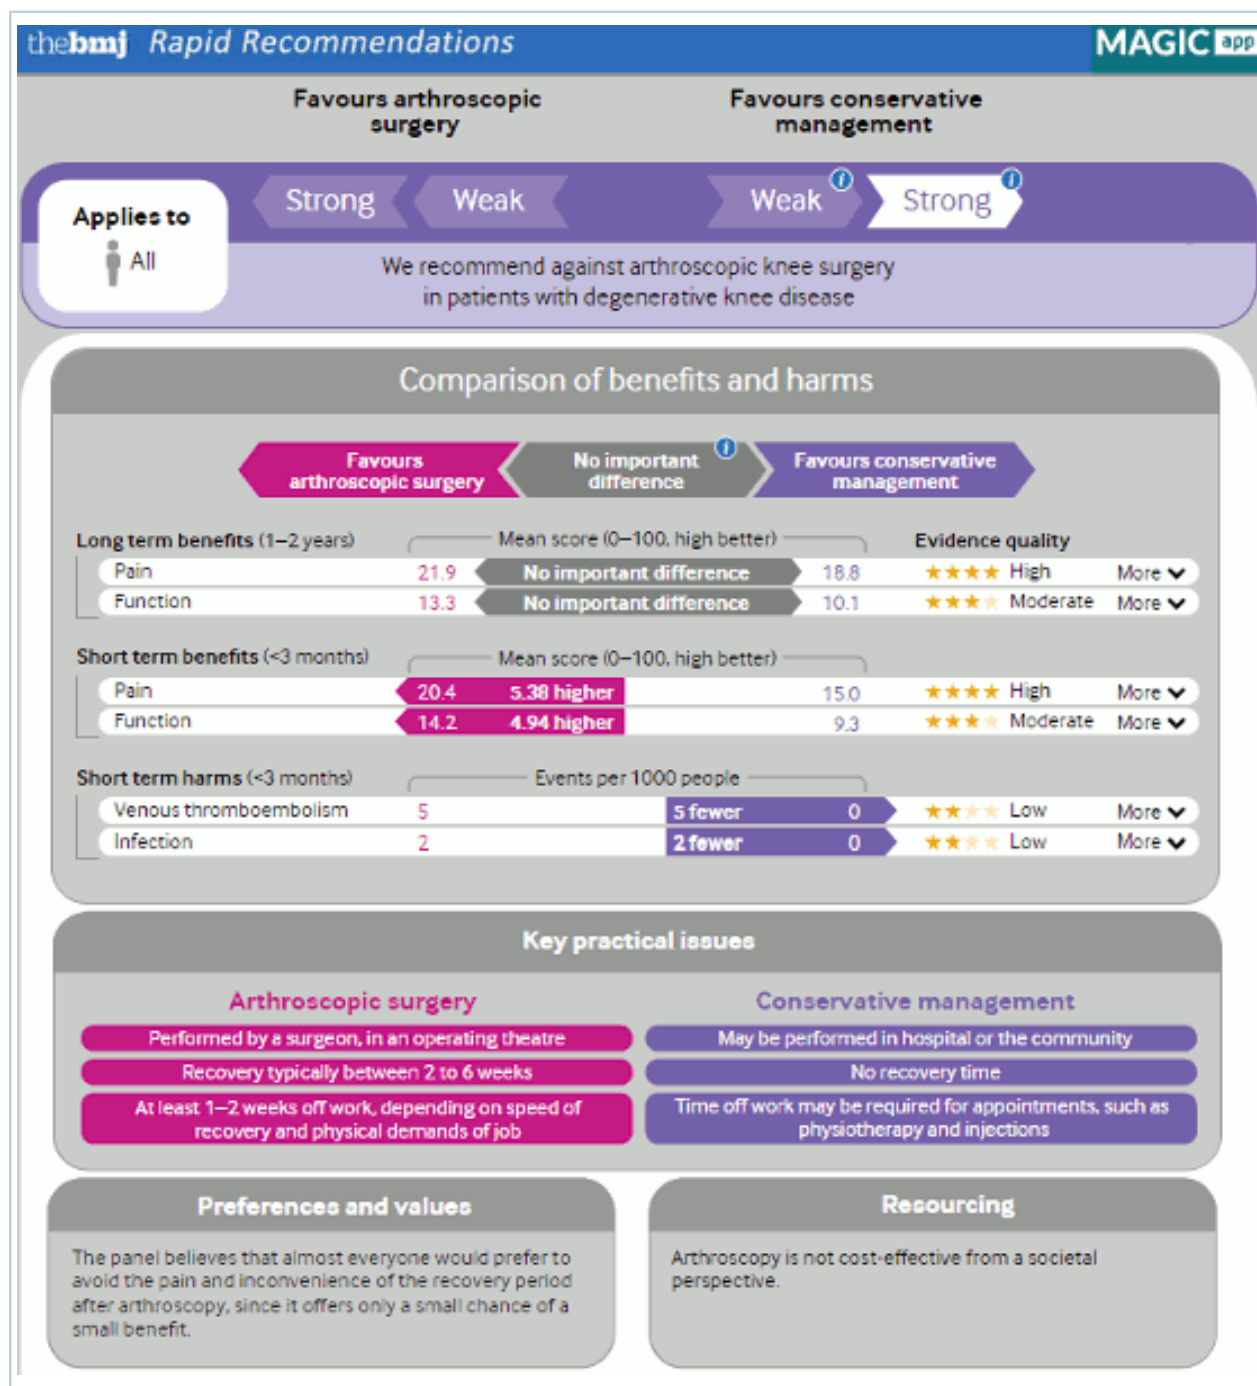 thebmj Rapid Recommendations
MAGIC app
Favours arthroscopic surgery
Favours conservative management
Applies to
All
Strong
Weak
Weak
Strong
We recommend against arthroscopic knee surgery
in patients with degenerative knee disease
Comparison of benefits and harms
Favours arthroscopic surgery
No important difference
Favours conservative management
Long term benefits (1–2 years) Mean score (0–100, high better) Evidence quality
Pain 21.9 No important difference 18.8 High More
Function 13.3 No important difference 10.1 Moderate More
Short term benefits (<3 months) Mean score (0–100, high better)
Pain 20.4 5.38 higher 15.0 High More
Function 14.2 4.94 higher 9.3 Moderate More
Short term harms (<3 months) Events per 1000 people
Venous thromboembolism 5 5 fewer 0 Low More
Infection 2 2 fewer 0 Low More
Key practical issues
Arthroscopic surgery
Performed by a surgeon, in an operating theatre
Recovery typically between 2 to 6 weeks
At least 1–2 weeks off work, depending on speed of
recovery and physical demands of job
Conservative management
May be performed in hospital or the community
No recovery time
Time off work may be required for appointments, such as
physiotherapy and injections
Preferences and values
The panel believes that almost everyone would prefer to
avoid the pain and inconvenience of the recovery period
after arthroscopy, since it offers only a small chance of a
small benefit.
Resourcing
Arthroscopy is not cost-effective from a societal
perspective.